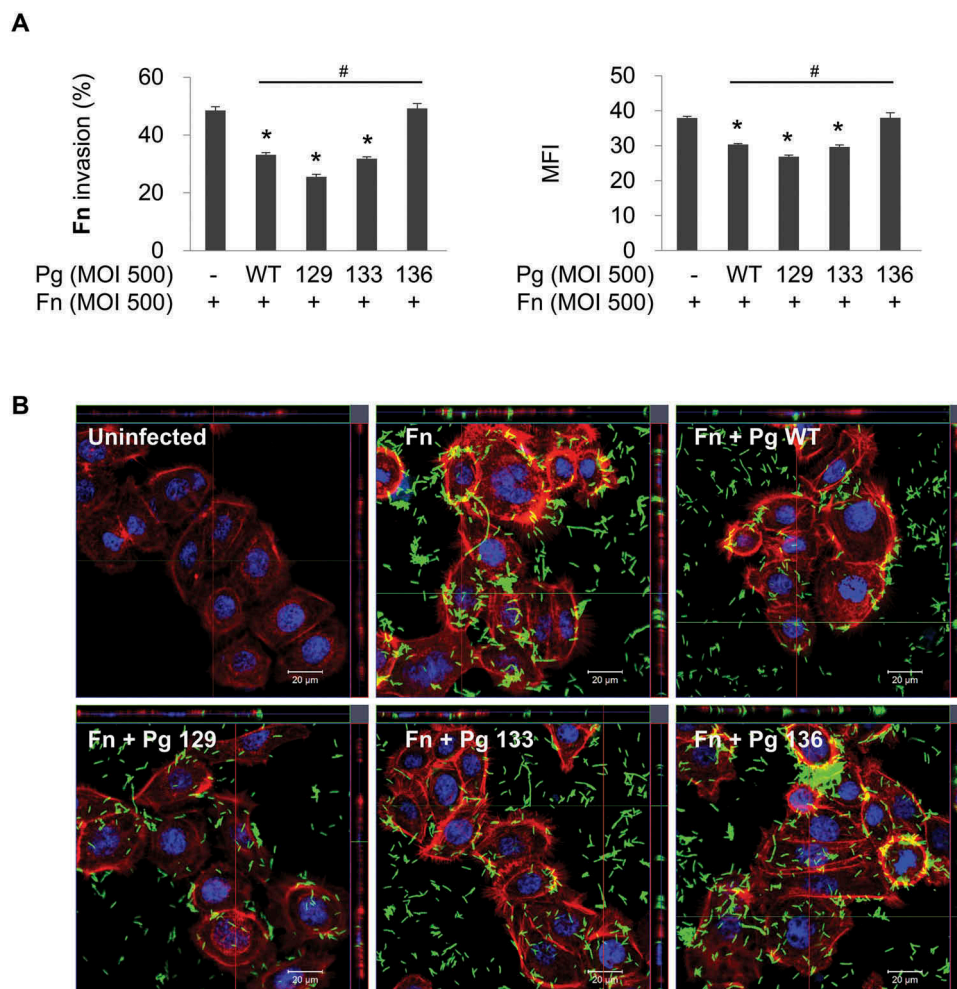 A
Fn invasion (%)
60
40
20
0
#
*
*
*
Pg (MOI 500) - WT 129 133 136
Fn (MOI 500) + + + + +
MFI
50
40
30
20
10
0
#
*
*
*
Pg (MOI 500) - WT 129 133 136
Fn (MOI 500) + + + + +
B
Uninfected
20 µm
Fn
20 µm
Fn + Pg WT
20 µm
Fn + Pg 129
20 µm
Fn + Pg 133
20 µm
Fn + Pg 136
20 µm